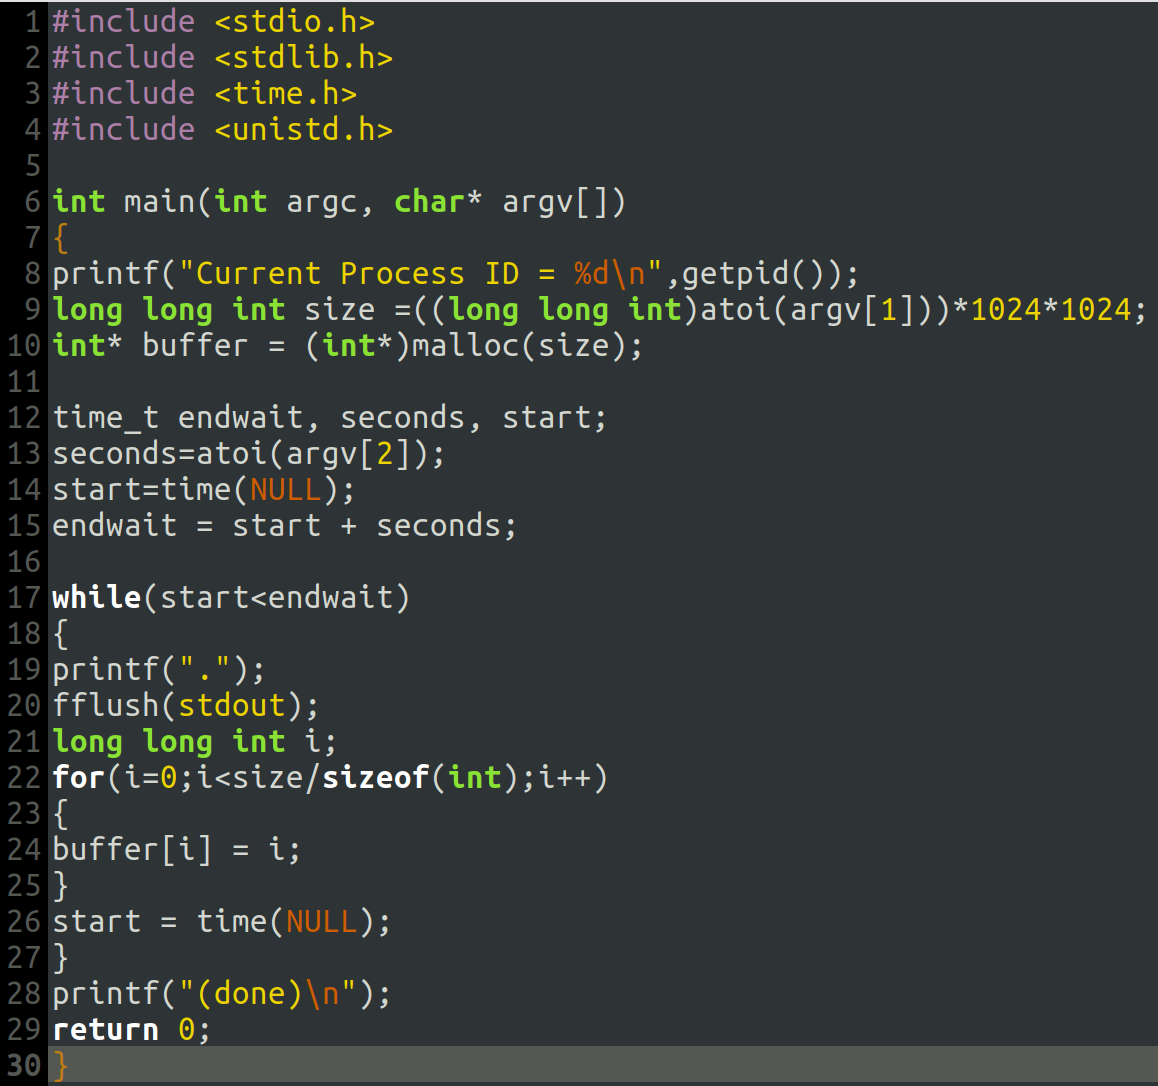 1 #include <stdio.h>
2 #include <stdlib.h>
3 #include <time.h>
4 #include <unistd.h>
5
6 int main(int argc, char* argv[])
7 {
8 printf("Current Process ID = %d\n",getpid());
9 long long int size =((long long int)atoi(argv[1]))*1024*1024;
10 int* buffer = (int*)malloc(size);
11
12 time_t endwait, seconds, start;
13 seconds=atoi(argv[2]);
14 start=time(NULL);
15 endwait = start + seconds;
16
17 while(start<endwait)
18 {
19 printf(".");
20 fflush(stdout);
21 long long int i;
22 for(i=0;i<size/sizeof(int);i++)
23 {
24 buffer[i] = i;
25 }
26 start = time(NULL);
27 }
28 printf("(done)\n");
29 return 0;
30 }